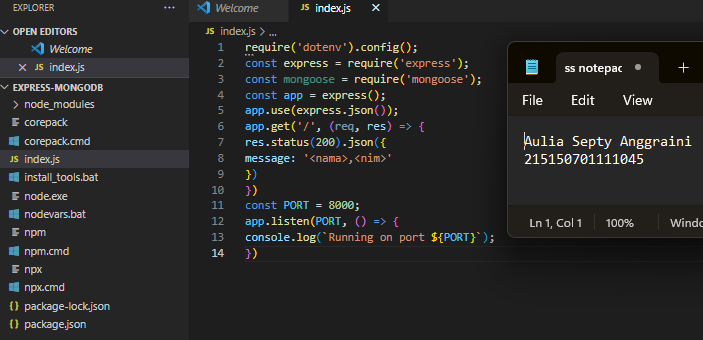 EXPLORER
OPEN EDITORS
Welcome
index.js
EXPRESS-MONGODB
node_modules
corepack
corepack.cmd
index.js
install_tools.bat
node.exe
nodevars.bat
npm
npm.cmd
npx
npx.cmd
package-lock.json
package.json
Welcome
JS index.js
JS index.js > ...
1 require('dotenv').config();
2 const express = require('express');
3 const mongoose = require('mongoose');
4 const app = express();
5 app.use(express.json());
6 app.get('/', (req, res) => {
7 res.status(200).json({
8 message: '<nama>,<nim>'
9 })
10 })
11 const PORT = 8000;
12 app.listen(PORT, () => {
13 console.log(`Running on port ${PORT}`);
14 })
ss notepac
File Edit View
Aulia Septy Anggraini
215150701111045
Ln 1, Col 1 100% Windo